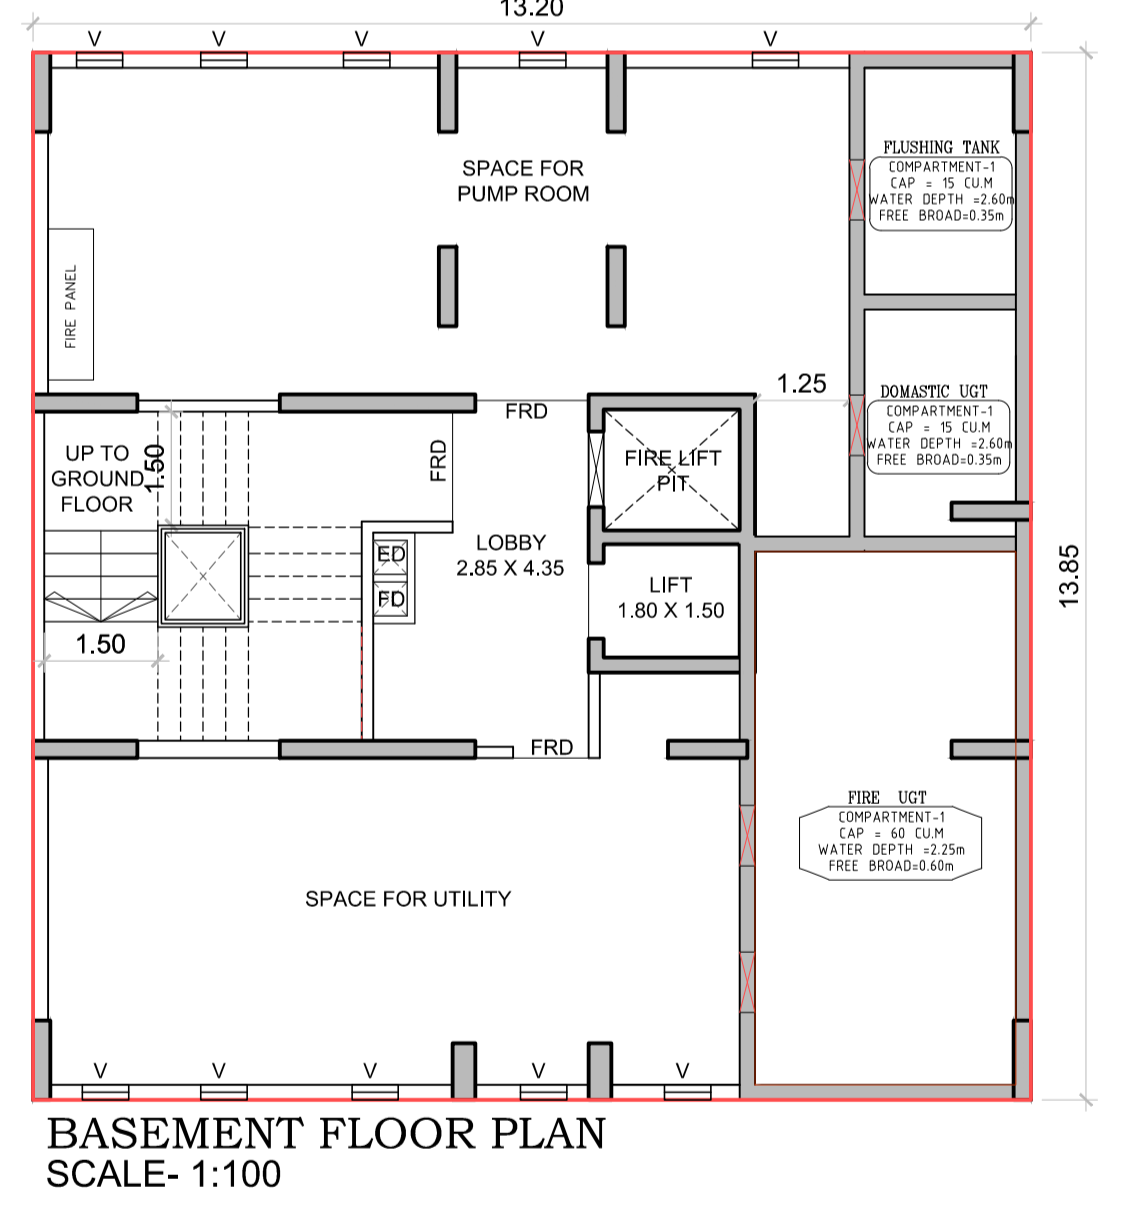 13.20
V
V
V
V
V
SPACE FOR
PUMP ROOM
FLUSHING TANK
COMPARTMENT-1
CAP = 15 CU.M
WATER DEPTH =2.60m
FREE BROAD=0.35m
FIRE PANEL
1.25
DOMASTIC UGT
COMPARTMENT-1
CAP = 15 CU.M
WATER DEPTH =2.60m
FREE BROAD=0.35m
FRD
FRD
UP TO
GROUND
FLOOR
1.50
FIRE LIFT
PIT
LOBBY
2.85 X 4.35
ED
FD
LIFT
1.80 X 1.50
13.85
1.50
FRD
FIRE UGT
COMPARTMENT-1
CAP = 60 CU.M
WATER DEPTH =2.25m
FREE BROAD=0.60m
SPACE FOR UTILITY
V
V
V
V
V
BASEMENT FLOOR PLAN
SCALE- 1:100